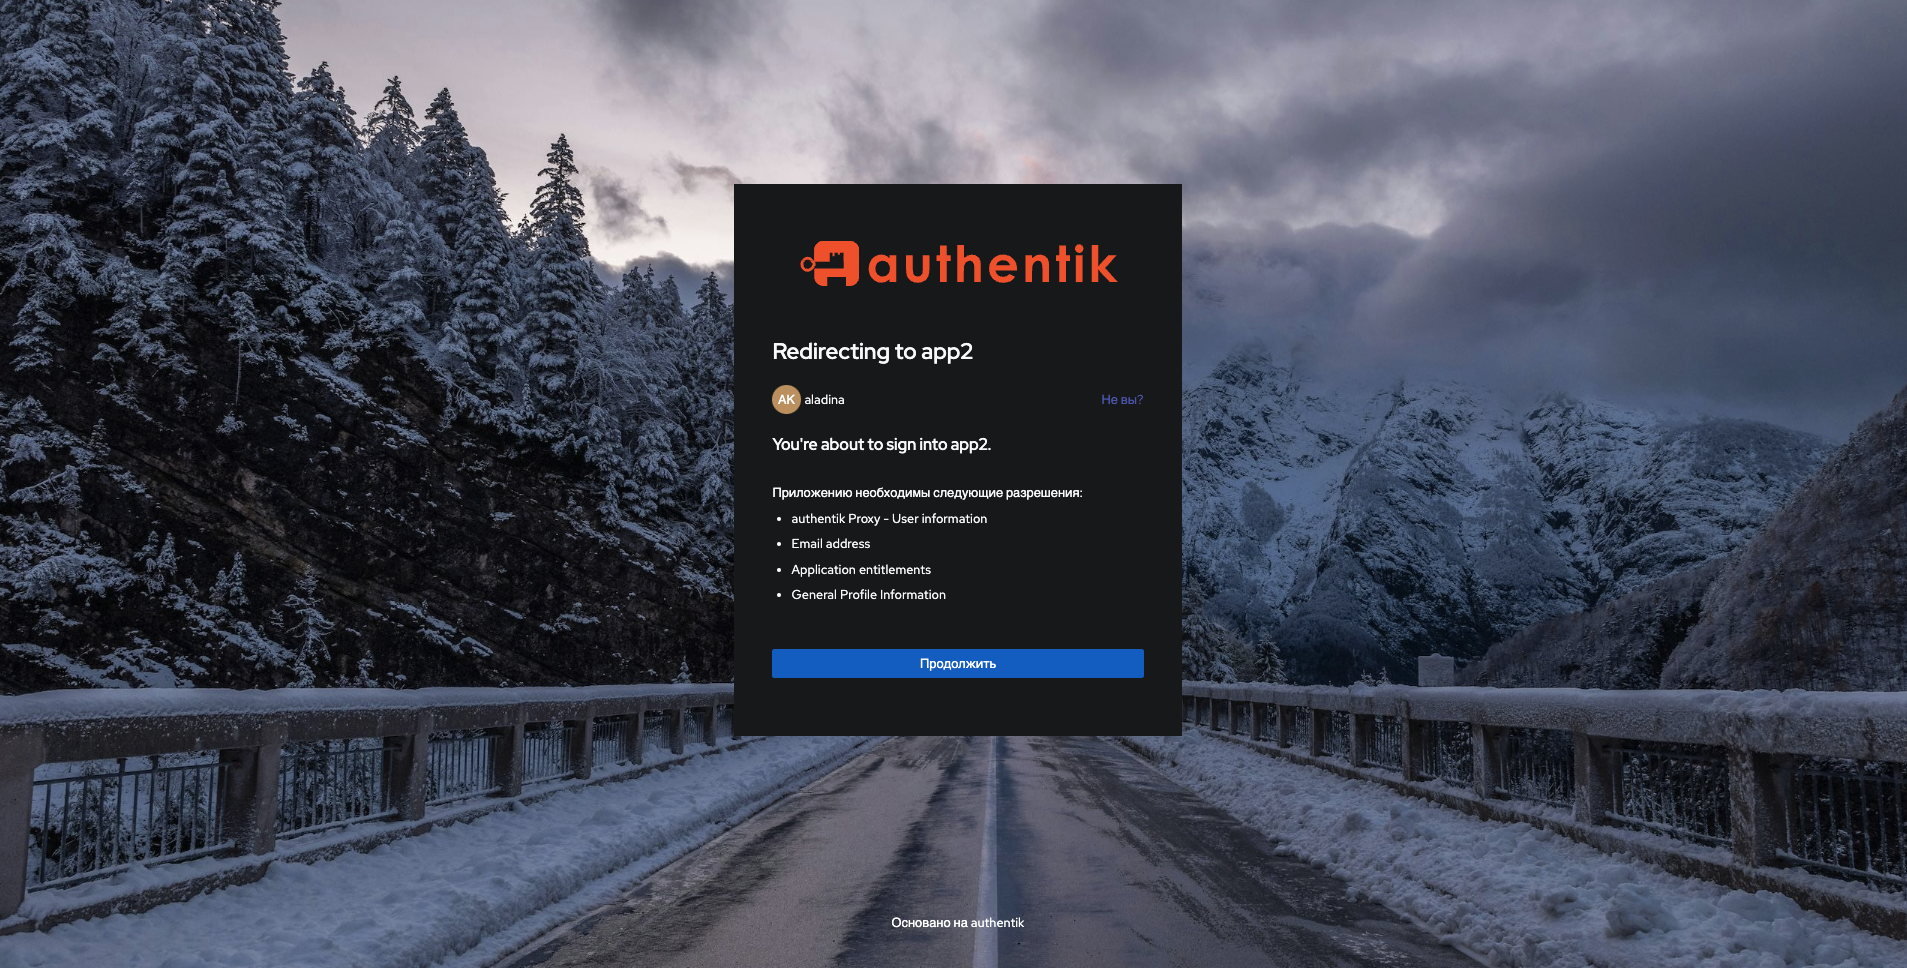 authentik
Redirecting to app2
AK aladina Не вы?
You're about to sign into app2.
Приложению необходимы следующие разрешения:
authentik Proxy - User information
Email address
Application entitlements
General Profile Information
Продолжить
Основано на authentik